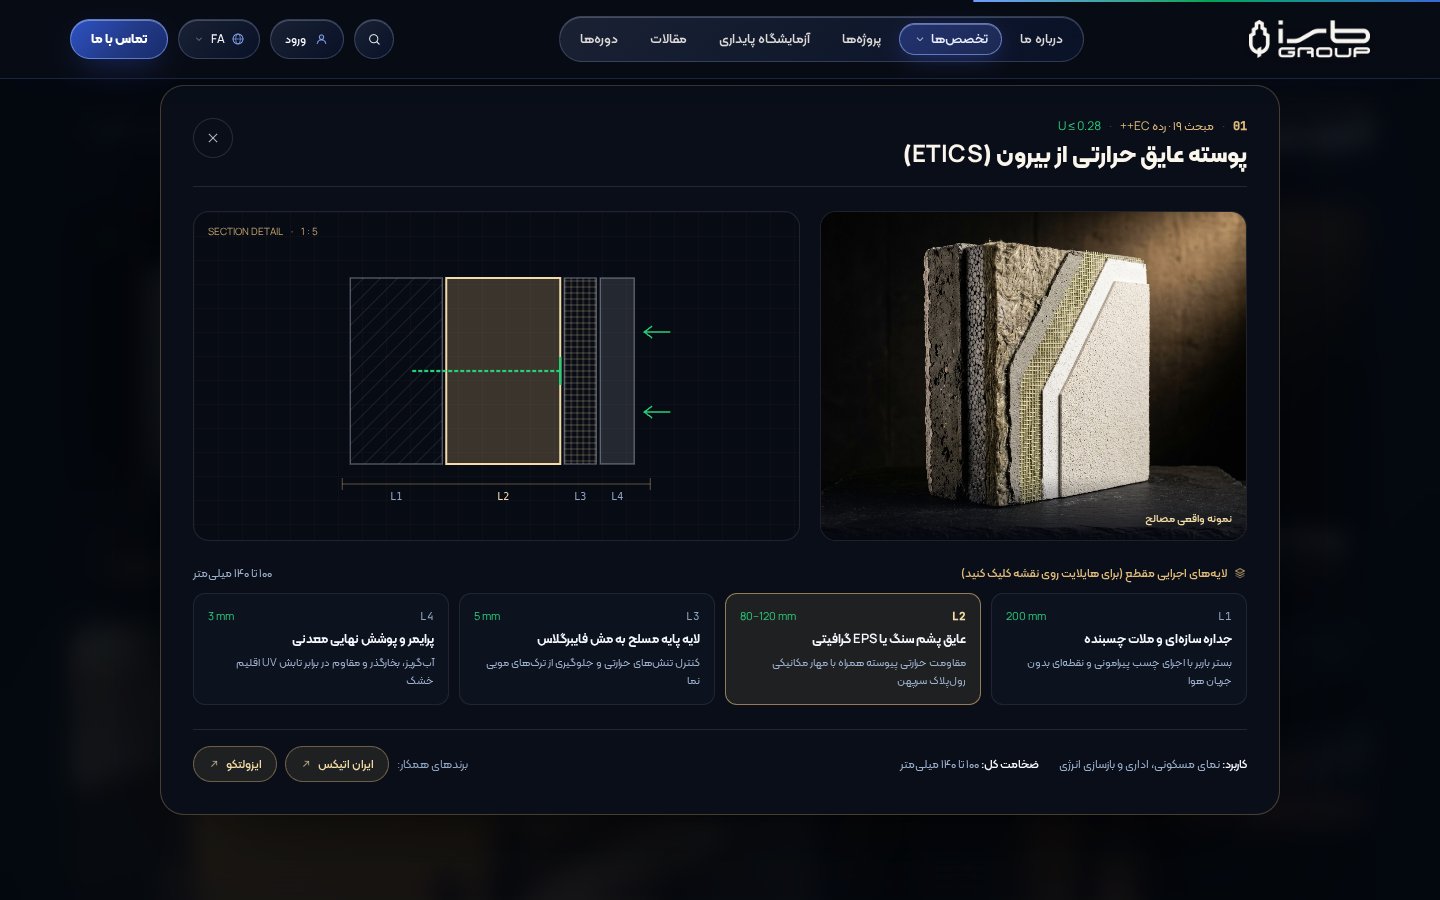 isb
GROUP
درباره ما
تخصص‌ها
پروژه‌ها
آزمایشگاه پایداری
مقالات
دوره‌ها
ورود
FA
تماس با ما
01 · مبحث ۱۹ · رده EC++ · U ≤ 0.28
پوسته عایق حرارتی از بیرون (ETICS)
نمونه واقعی مصالح
SECTION DETAIL · 1 : 5
L1 L2 L3 L4
لایه‌های اجرایی مقطع (برای هایلایت روی نقشه کلیک کنید)
۱۰۰ تا ۱۴۰ میلی‌متر
L1
200 mm
جداره سازه‌ای و ملات چسبنده
بستر باربر با اجرای چسب پیرامونی و نقطه‌ای بدون
جریان هوا
L2
80–120 mm
عایق پشم سنگ یا EPS گرافیتی
مقاومت حرارتی پیوسته همراه با مهار مکانیکی
رول‌پلاک سرپهن
L3
5 mm
لایه پایه مسلح به مش فایبرگلاس
کنترل تنش‌های حرارتی و جلوگیری از ترک‌های مویی
نما
L4
3 mm
پرایمر و پوشش نهایی معدنی
آب‌گریز، بخارگذر و مقاوم در برابر تابش UV اقلیم
خشک
کاربرد: نمای مسکونی، اداری و بازسازی انرژی
ضخامت کل: ۱۰۰ تا ۱۴۰ میلی‌متر
برندهای همکار:
ایران اتیکس
ایزولتکو